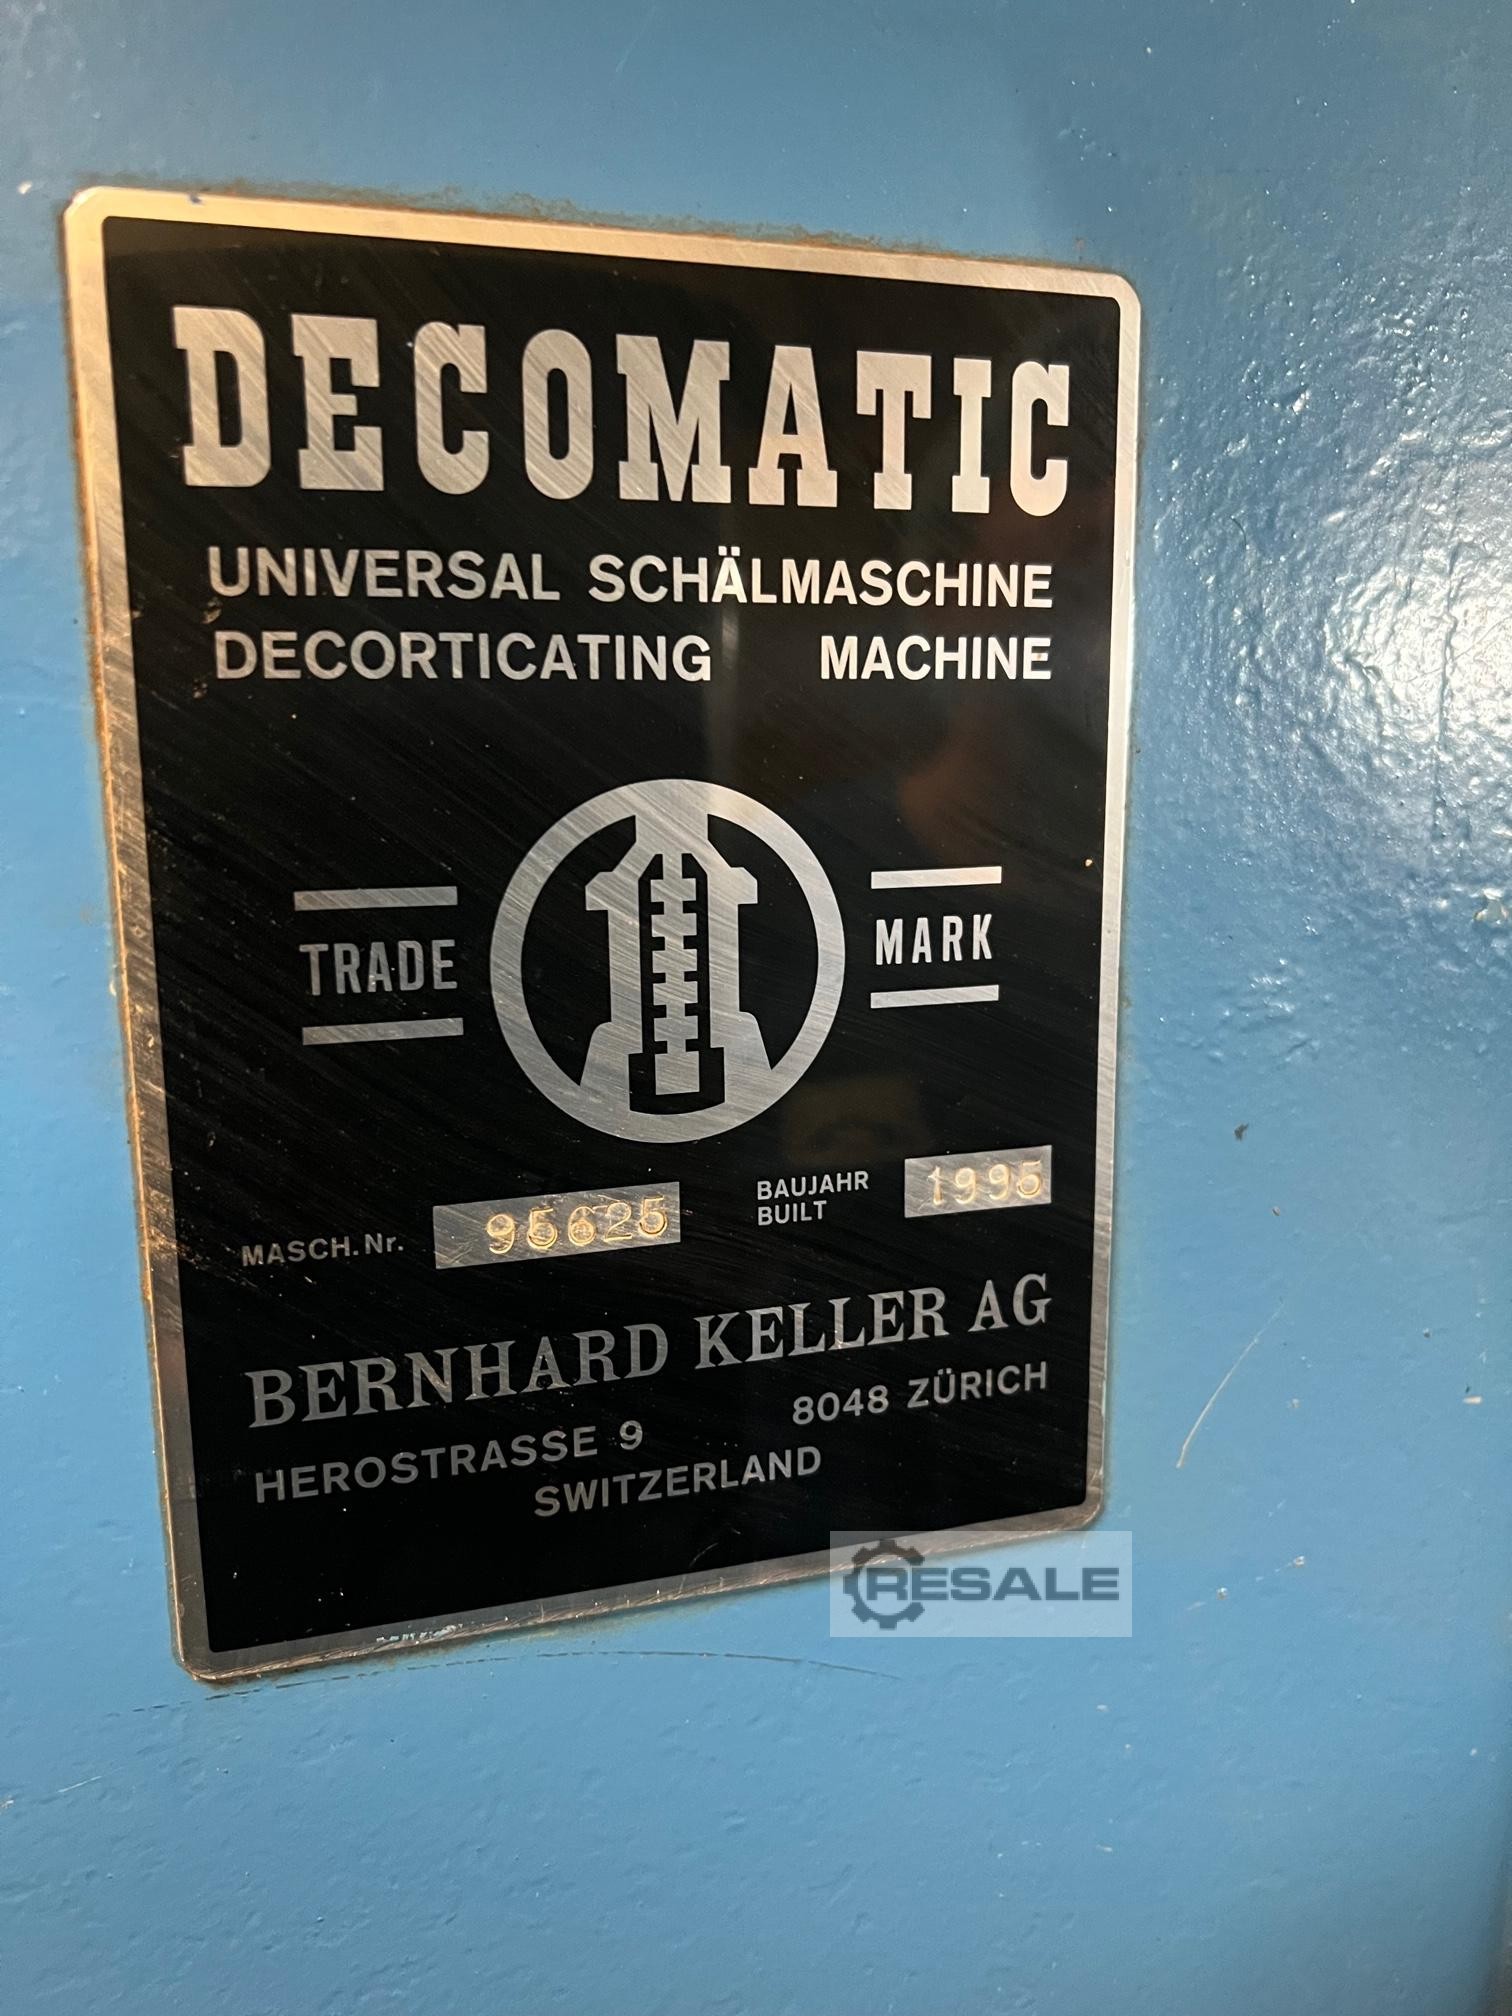 DECOMATIC
UNIVERSAL SCHÄLMASCHINE
DECORTICATING MACHINE
TRADE MARK
MASCH.Nr. 95625 BAUJAHR 1995
BUILT
BERNHARD KELLER AG
HEROSTRASSE 9 8048 ZÜRICH
SWITZERLAND
RESALE